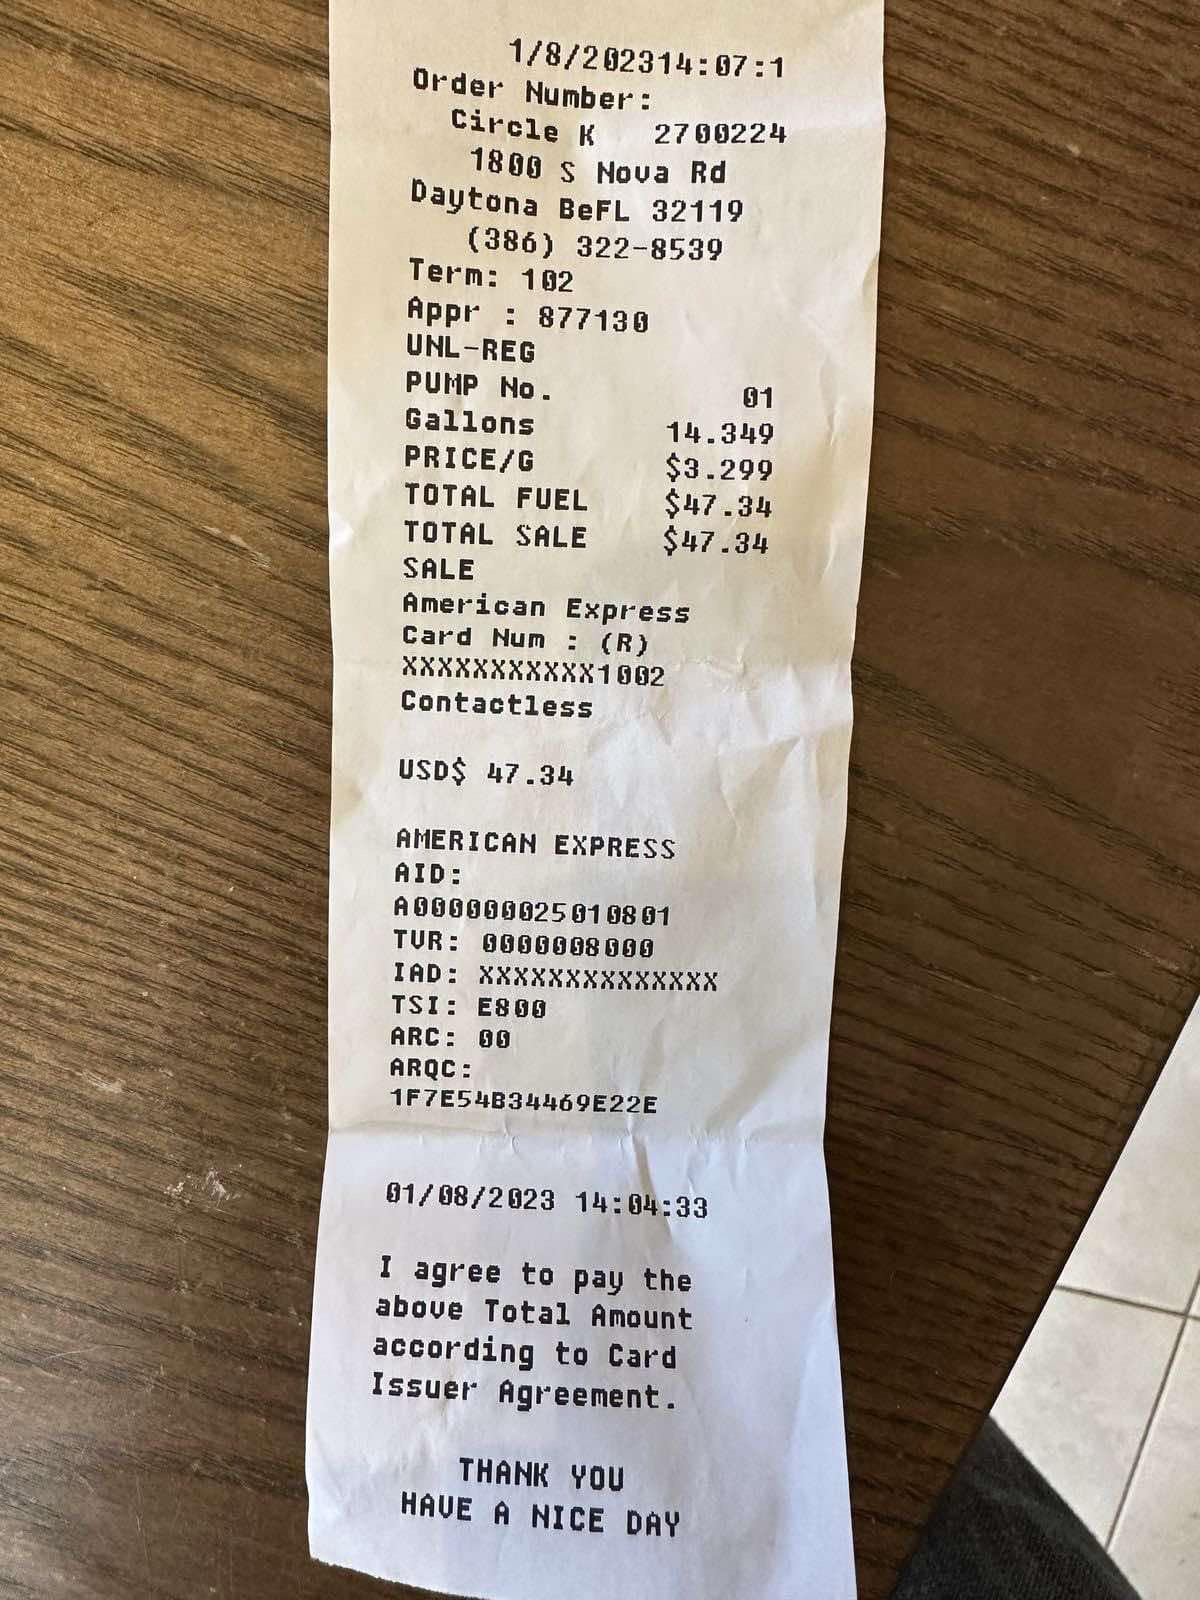 1/8/202314:07:1
Order Number:
Circle K 2700224
1800 S Nova Rd
Daytona BeFL 32119
(386) 322-8539
Term: 102
Appr : 877130
UNL-REG
PUMP No. 01
Gallons 14.349
PRICE/G $3.299
TOTAL FUEL $47.34
TOTAL SALE $47.34
SALE
American Express
Card Num : (R)
XXXXXXXXXXX1002
Contactless
USD$ 47.34
AMERICAN EXPRESS
AID:
A000000025010801
TVR: 0000008000
IAD: XXXXXXXXXXXXXX
TSI: E800
ARC: 00
ARQC:
1F7E54B34469E22E
01/08/2023 14:04:33
I agree to pay the
above Total Amount
according to Card
Issuer Agreement.
THANK YOU
HAVE A NICE DAY